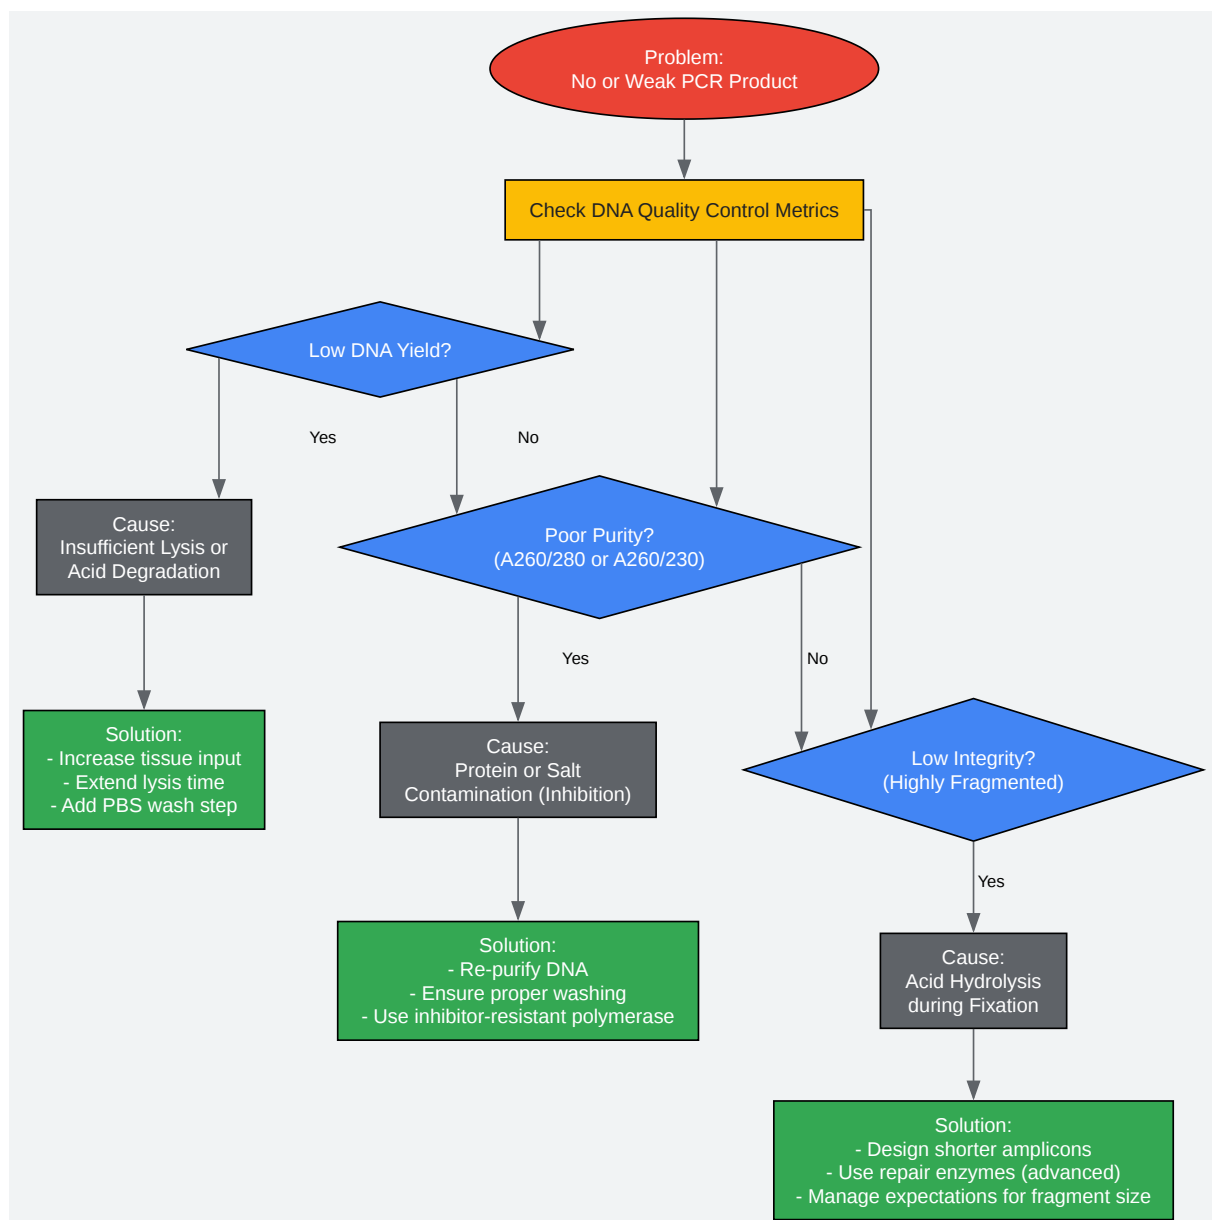 Problem:
No or Weak PCR Product
Check DNA Quality Control Metrics
Low DNA Yield?
Yes
No
Cause:
Insufficient Lysis or
Acid Degradation
Poor Purity?
(A260/280 or A260/230)
Yes
No
Solution:
- Increase tissue input
- Extend lysis time
- Add PBS wash step
Cause:
Protein or Salt
Contamination (Inhibition)
Low Integrity?
(Highly Fragmented)
Yes
Solution:
- Re-purify DNA
- Ensure proper washing
- Use inhibitor-resistant polymerase
Cause:
Acid Hydrolysis
during Fixation
Solution:
- Design shorter amplicons
- Use repair enzymes (advanced)
- Manage expectations for fragment size